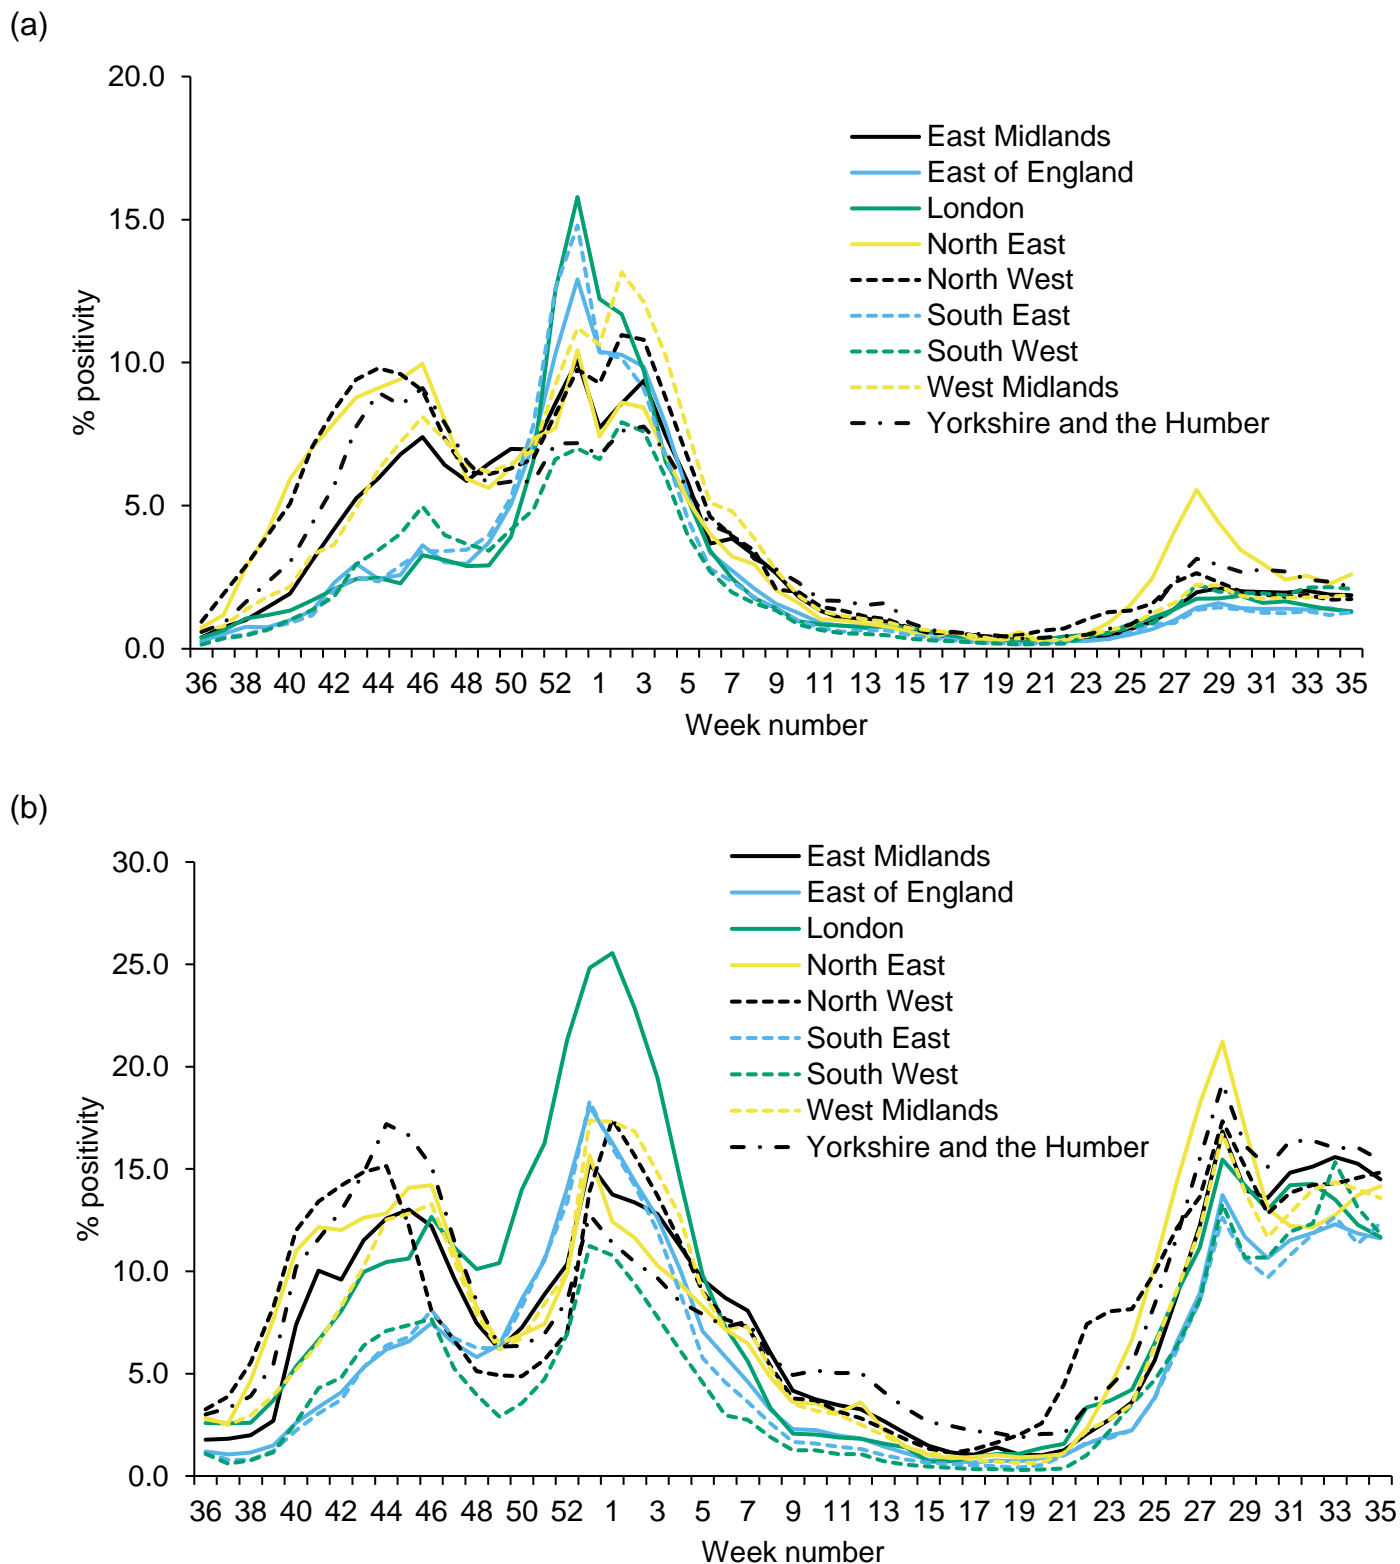 (a)
20.0
15.0
10.0
5.0
0.0
% positivity
East Midlands
East of England
London
North East
North West
South East
South West
West Midlands
Yorkshire and the Humber
36 38 40 42 44 46 48 50 52 1 3 5 7 9 11 13 15 17 19 21 23 25 27 29 31 33 35
Week number
(b)
30.0
25.0
20.0
15.0
10.0
5.0
0.0
% positivity
East Midlands
East of England
London
North East
North West
South East
South West
West Midlands
Yorkshire and the Humber
36 38 40 42 44 46 48 50 52 1 3 5 7 9 11 13 15 17 19 21 23 25 27 29 31 33 35
Week number